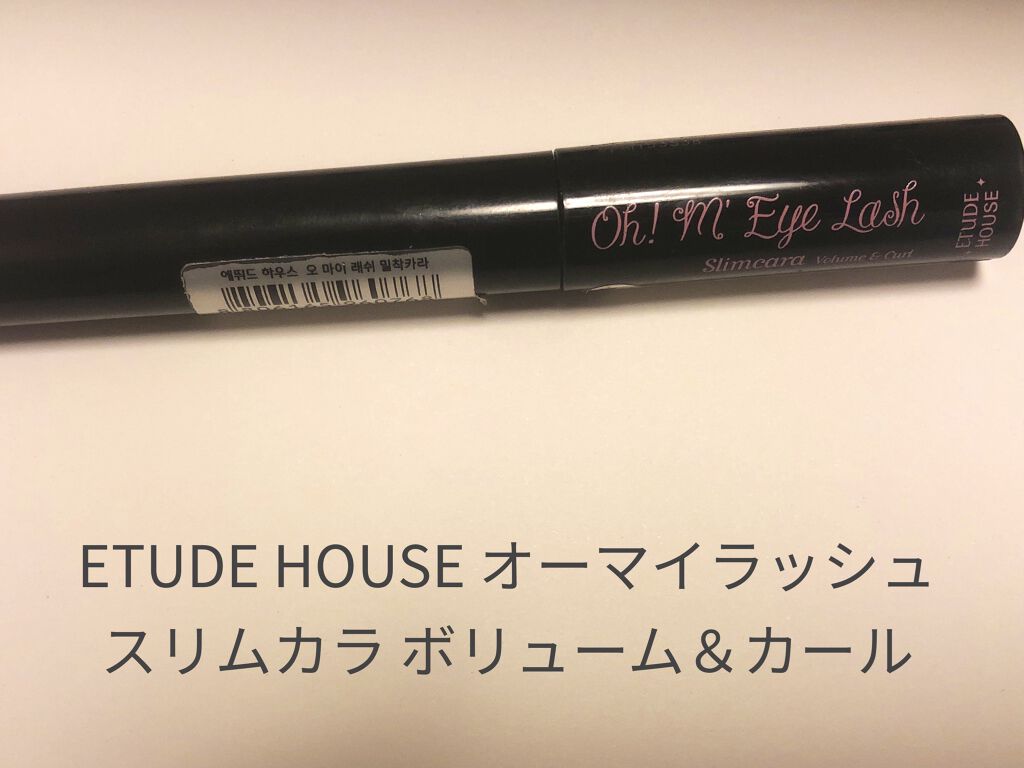 Oh! M' Eye Lash
Slimcara Volume & Curl
ETUDE
HOUSE
에뛰드 하우스 오 마이 래쉬 밀착카라
ETUDE HOUSE オーマイラッシュ
スリムカラ ボリューム＆カール